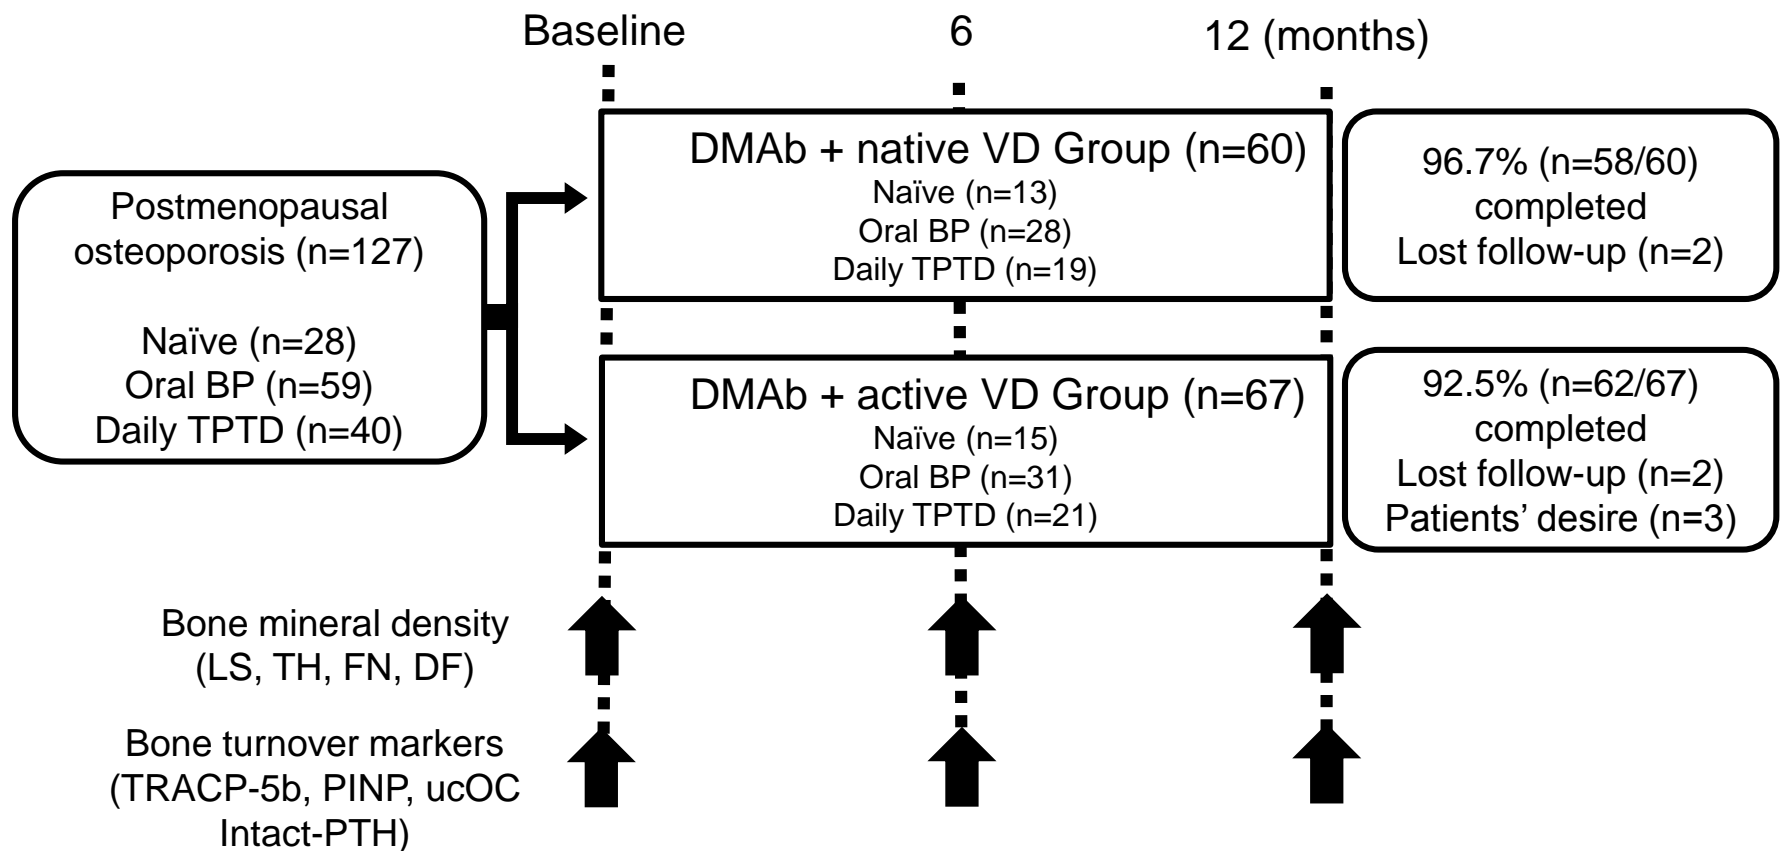 Baseline
6
12 (months)
Postmenopausal
osteoporosis (n=127)
Naïve (n=28)
Oral BP (n=59)
Daily TPTD (n=40)
DMAb + native VD Group (n=60)
Naïve (n=13)
Oral BP (n=28)
Daily TPTD (n=19)
96.7% (n=58/60)
completed
Lost follow-up (n=2)
DMAb + active VD Group (n=67)
Naïve (n=15)
Oral BP (n=31)
Daily TPTD (n=21)
92.5% (n=62/67)
completed
Lost follow-up (n=2)
Patients’ desire (n=3)
Bone mineral density
(LS, TH, FN, DF)
Bone turnover markers
(TRACP-5b, PINP, ucOC
Intact-PTH)